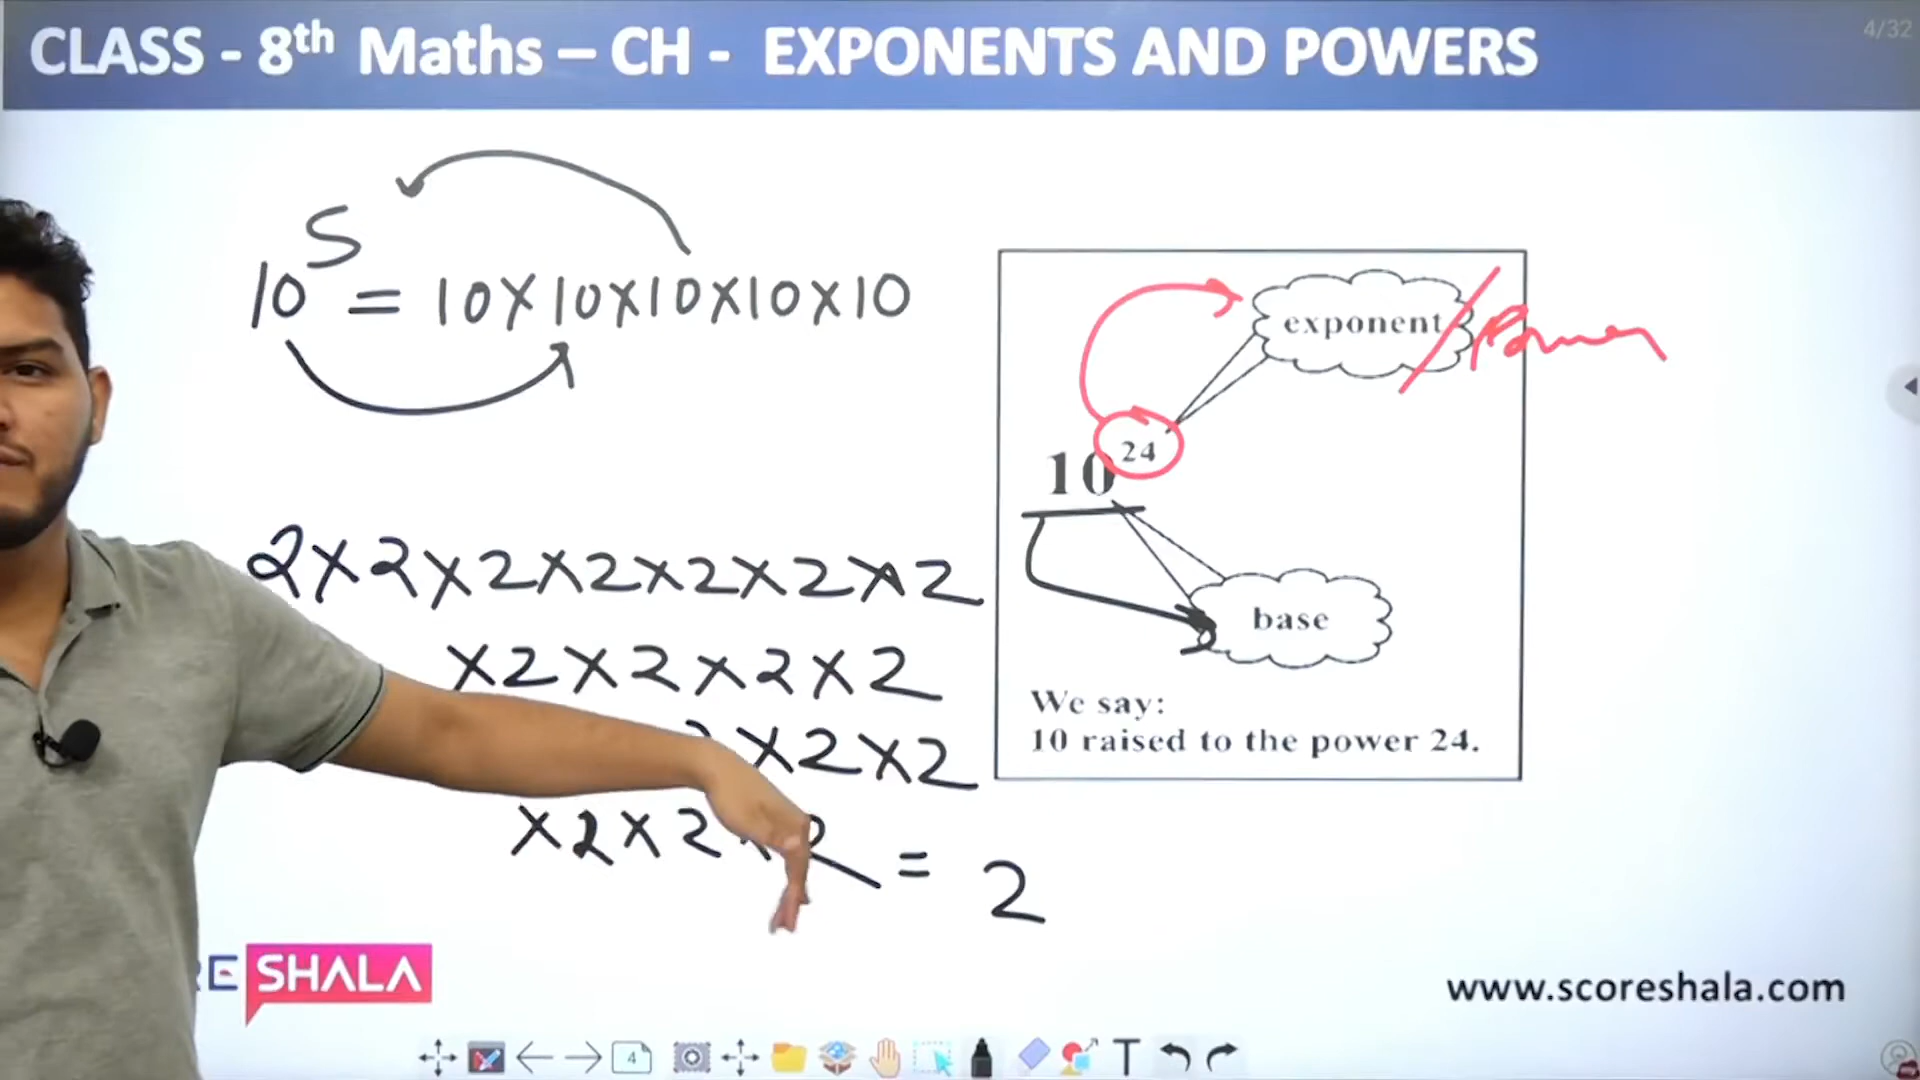 CLASS - 8th Maths – CH - EXPONENTS AND POWERS
4/32
10^5 = 10×10×10×10×10
exponent / Power
10^24
base
We say:
10 raised to the power 24.
2×2×2×2×2×2×2
×2×2×2×2
×2×2
×2×2 = 2
E SHALA
www.scoreshala.com
4
T